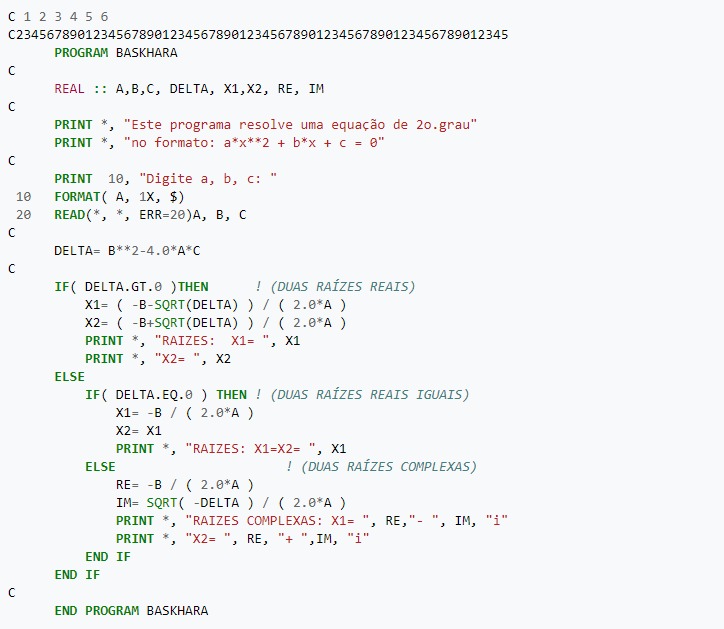 C 1 2 3 4 5 6
C2345678901234567890123456789012345678901234567890123456789012345
      PROGRAM BASKHARA
C
      REAL :: A,B,C, DELTA, X1,X2, RE, IM
C
      PRINT *, "Este programa resolve uma equação de 2o.grau"
      PRINT *, "no formato: a*x**2 + b*x + c = 0"
C
      PRINT  10, "Digite a, b, c: "
 10   FORMAT( A, 1X, $)
 20   READ(*, *, ERR=20)A, B, C
C
      DELTA= B**2-4.0*A*C
C
      IF( DELTA.GT.0 )THEN      ! (DUAS RAÍZES REAIS)
          X1= ( -B-SQRT(DELTA) ) / ( 2.0*A )
          X2= ( -B+SQRT(DELTA) ) / ( 2.0*A )
          PRINT *, "RAIZES:  X1= ", X1
          PRINT *, "X2= ", X2
      ELSE
          IF( DELTA.EQ.0 ) THEN ! (DUAS RAÍZES REAIS IGUAIS)
              X1= -B / ( 2.0*A )
              X2= X1
              PRINT *, "RAIZES: X1=X2= ", X1
          ELSE                      ! (DUAS RAÍZES COMPLEXAS)
              RE= -B / ( 2.0*A )
              IM= SQRT( -DELTA ) / ( 2.0*A )
              PRINT *, "RAIZES COMPLEXAS: X1= ", RE,"- ", IM, "i"
              PRINT *, "X2= ", RE, "+ ",IM, "i"
          END IF
      END IF
C
      END PROGRAM BASKHARA